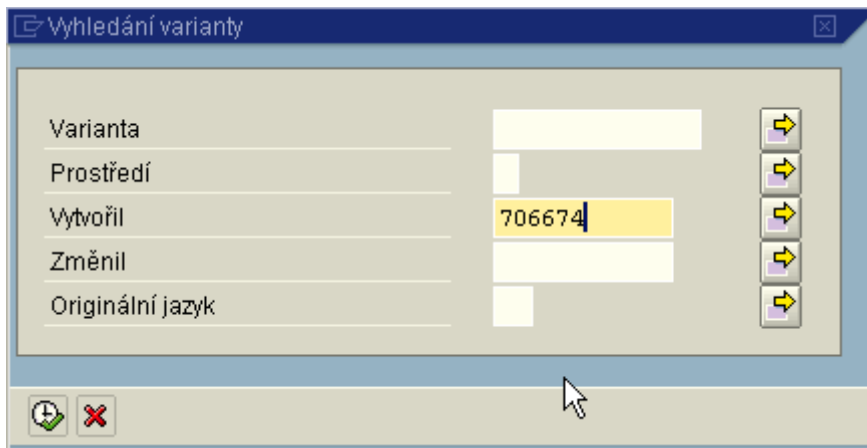 Vyhledání varianty
Varianta
Prostředí
Vytvořil 706674
Změnil
Originální jazyk